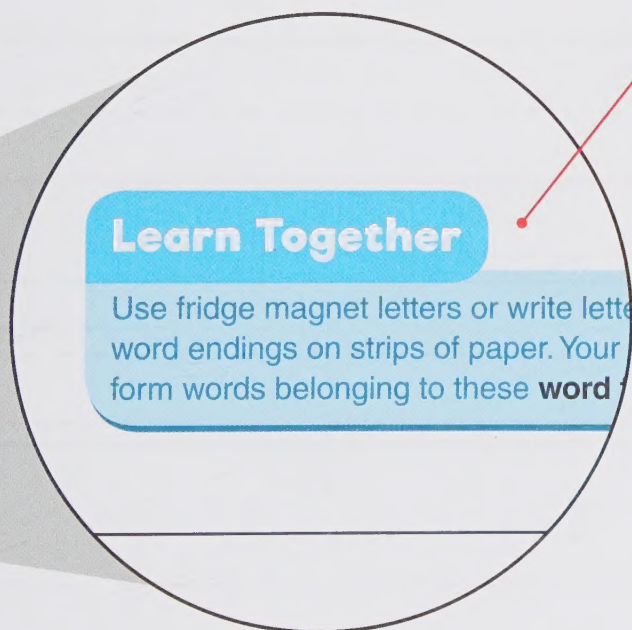 Learn Together
Use fridge magnet letters or write
word endings on strips of paper. Your
form words belonging to these word